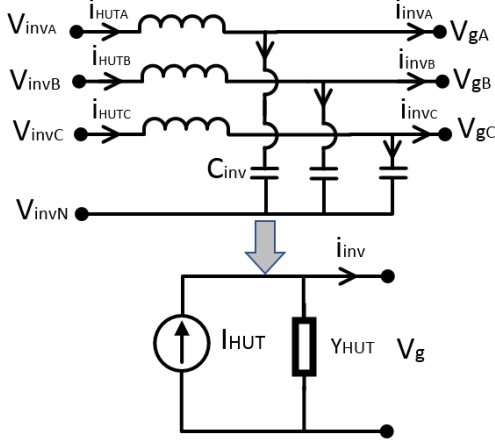 VinvA iHUTA iinvA VgA
VinvB iHUTB iinvB VgB
VinvC iHUTC iinvC VgC
Cinv
VinvN
iinv
IHUT YHUT Vg